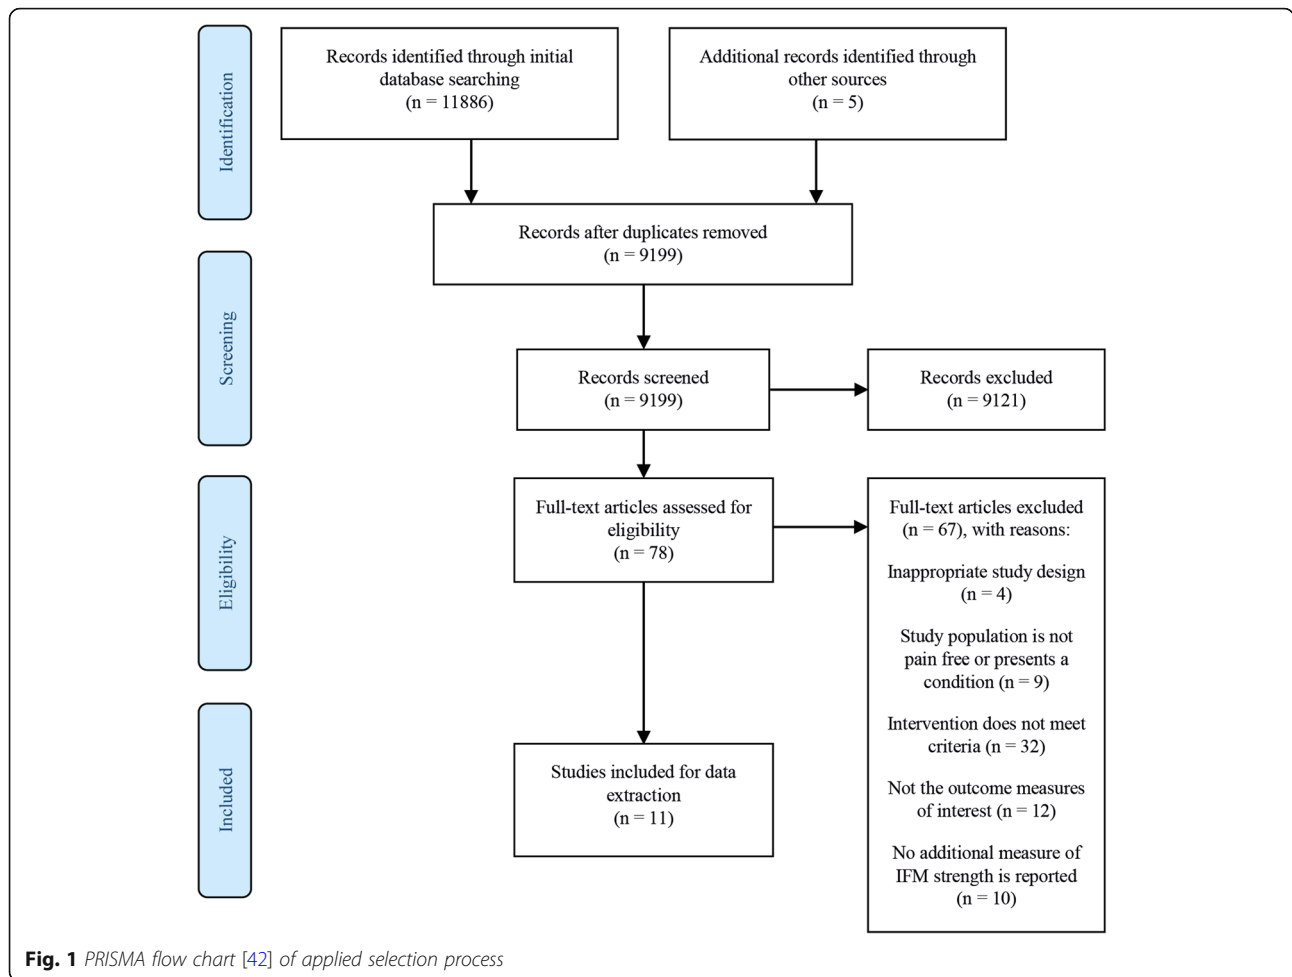 Identification
Records identified through initial
database searching
(n = 11886)
Additional records identified through
other sources
(n = 5)
Records after duplicates removed
(n = 9199)
Screening
Records screened
(n = 9199)
Records excluded
(n = 9121)
Eligibility
Full-text articles assessed for
eligibility
(n = 78)
Full-text articles excluded
(n = 67), with reasons:
Inappropriate study design
(n = 4)
Study population is not
pain free or presents a
condition (n = 9)
Intervention does not meet
criteria (n = 32)
Not the outcome measures
of interest (n = 12)
No additional measure of
IFM strength is reported
(n = 10)
Included
Studies included for data
extraction
(n = 11)
Fig. 1 PRISMA flow chart [42] of applied selection process